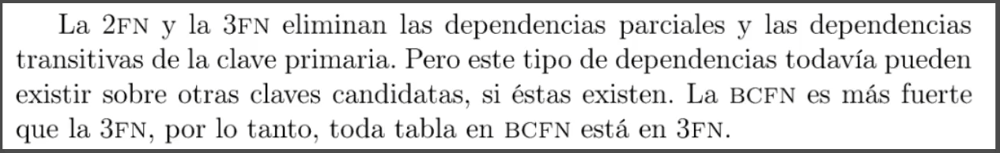 La 2FN y la 3FN eliminan las dependencias parciales y las dependencias
transitivas de la clave primaria. Pero este tipo de dependencias todavía pueden
existir sobre otras claves candidatas, si éstas existen. La BCFN es más fuerte
que la 3FN, por lo tanto, toda tabla en BCFN está en 3FN.